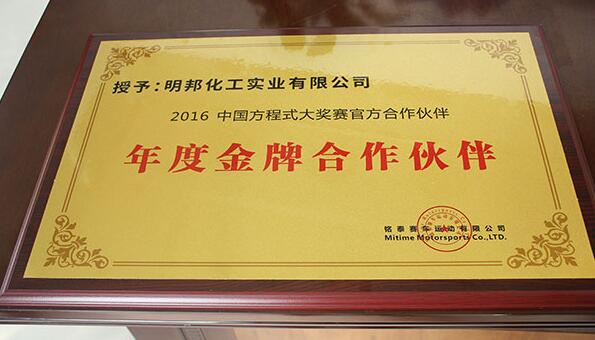 授予：明邦化工实业有限公司
2016 中国方程式大奖赛官方合作伙伴
年度金牌合作伙伴
铭泰赛车运动有限公司
Mitime Motorsports Co.,LTD.